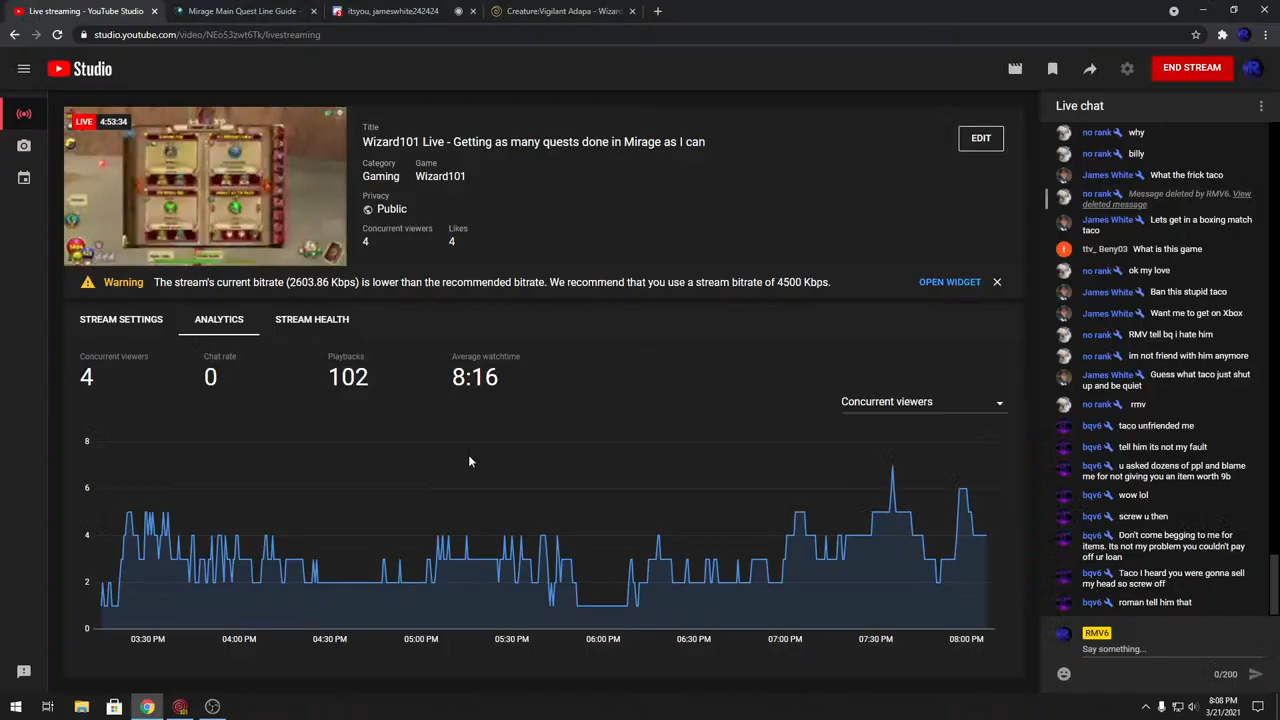 Live streaming - YouTube Studio
Mirage Main Quest Line Guide -
itsyou, jameswhite242424
Creature:Vigilant Adapa - Wizar
studio.youtube.com/video/NEo53zwt6Tk/livestreaming
Studio
END STREAM
LIVE 4:53:34
Title
Wizard101 Live - Getting as many quests done in Mirage as I can
EDIT
Category Game
Gaming Wizard101
Privacy
Public
Concurrent viewers Likes
4 4
Warning The stream's current bitrate (2603.86 Kbps) is lower than the recommended bitrate. We recommend that you use a stream bitrate of 4500 Kbps.
OPEN WIDGET
STREAM SETTINGS ANALYTICS STREAM HEALTH
Concurrent viewers Chat rate Playbacks Average watchtime
4 0 102 8:16
Concurrent viewers
8
6
4
2
0
03:30 PM 04:00 PM 04:30 PM 05:00 PM 05:30 PM 06:00 PM 06:30 PM 07:00 PM 07:30 PM 08:00 PM
Live chat
no rank why
no rank billy
James White What the frick taco
no rank Message deleted by RMV6. View
deleted message
James White Lets get in a boxing match
taco
ttv_ Beny03 What is this game
no rank ok my love
James White Ban this stupid taco
James White Want me to get on Xbox
no rank RMV tell bq i hate him
no rank im not friend with him anymore
James White Guess what taco just shut
up and be quiet
no rank rmv
bqv6 taco unfriended me
bqv6 tell him its not my fault
bqv6 u asked dozens of ppl and blame
me for not giving you an item worth 9b
bqv6 wow lol
bqv6 screw u then
bqv6 Don't come begging to me for
items. Its not my problem you couldn't pay
off ur loan
bqv6 Taco I heard you were gonna sell
my head so screw off
bqv6 roman tell him that
RMV6
Say something...
0/200
8:08 PM
3/21/2021